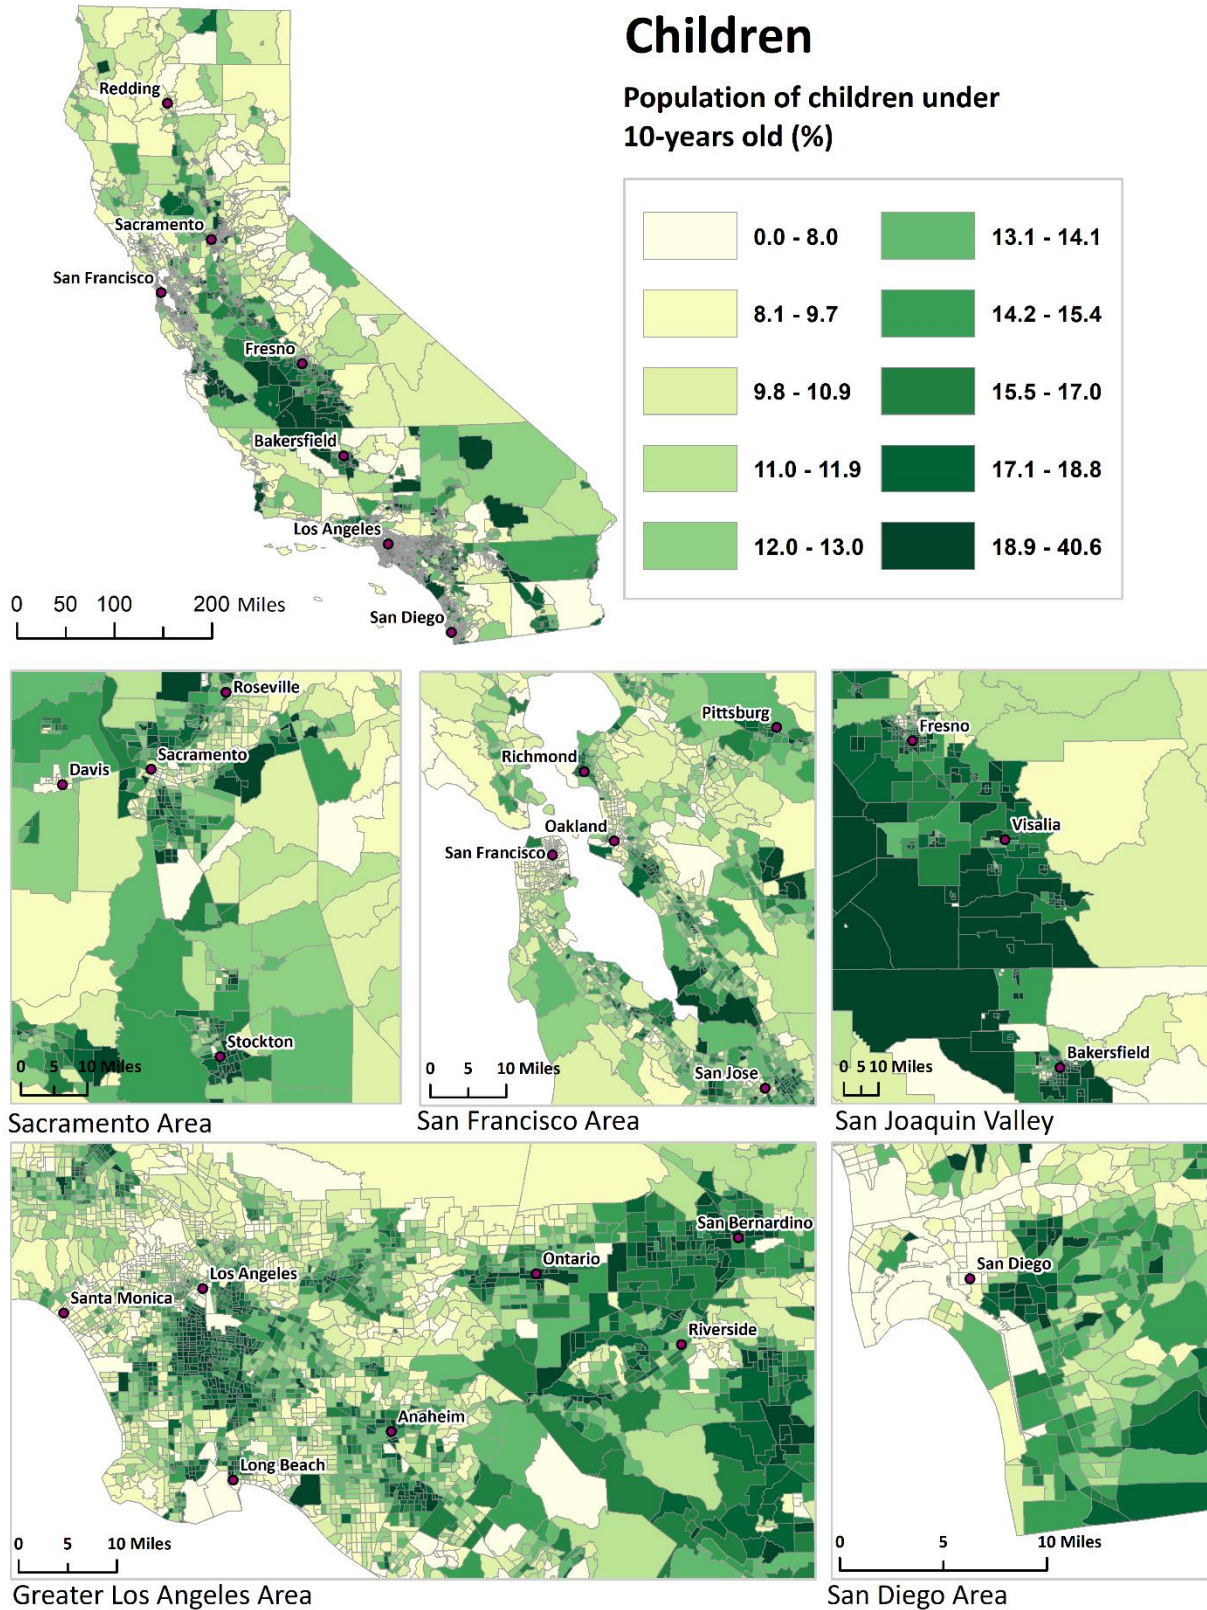 Children
Population of children under
10-years old (%)
0.0 - 8.0
8.1 - 9.7
9.8 - 10.9
11.0 - 11.9
12.0 - 13.0
13.1 - 14.1
14.2 - 15.4
15.5 - 17.0
17.1 - 18.8
18.9 - 40.6
Redding
Sacramento
San Francisco
Fresno
Bakersfield
Los Angeles
San Diego
0 50 100 200 Miles
Roseville
Sacramento
Davis
Stockton
0 5 10 Miles
Sacramento Area
Pittsburg
Richmond
Oakland
San Francisco
San Jose
0 5 10 Miles
San Francisco Area
Fresno
Visalia
Bakersfield
0 5 10 Miles
San Joaquin Valley
San Bernardino
Ontario
Los Angeles
Santa Monica
Riverside
Anaheim
Long Beach
0 5 10 Miles
Greater Los Angeles Area
San Diego
0 5 10 Miles
San Diego Area